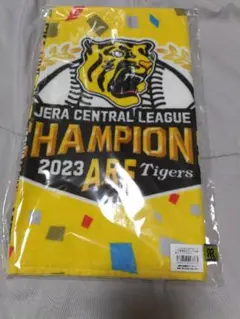 JERA CENTRAL LEAGUE
CHAMPION
2023 ARE Tigers